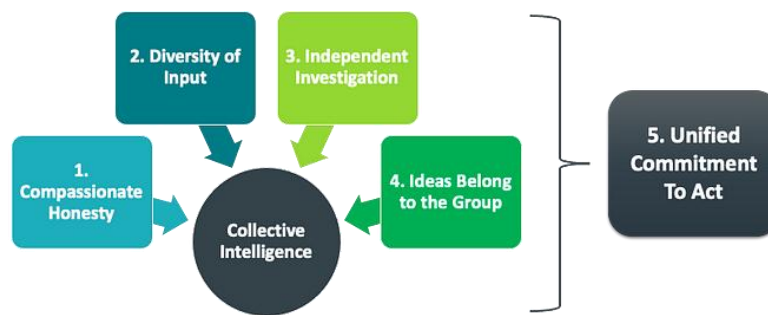 1.
Compassionate
Honesty
2. Diversity of
Input
3. Independent
Investigation
4. Ideas Belong
to the Group
Collective
Intelligence
5. Unified
Commitment
To Act